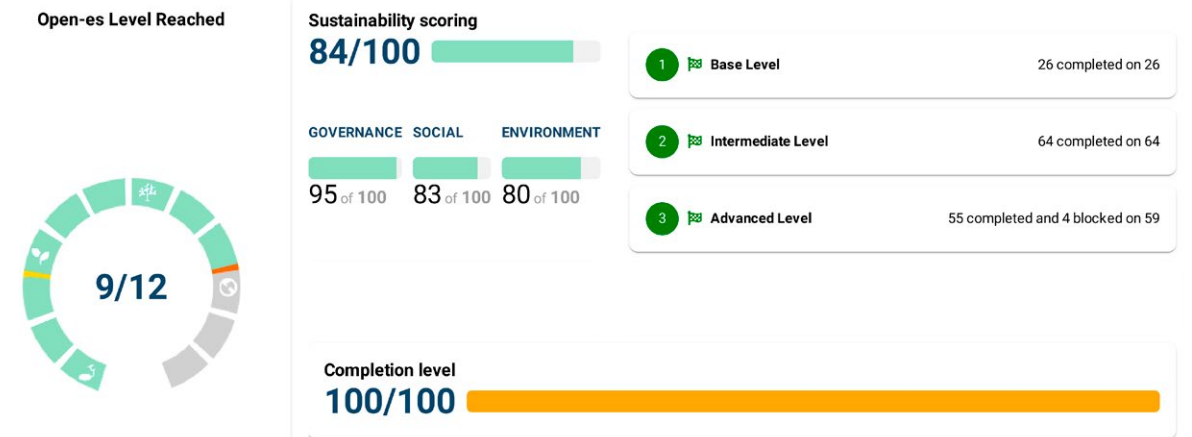 Open-es Level Reached
9/12
Sustainability scoring
84/100
GOVERNANCE SOCIAL ENVIRONMENT
95 of 100 83 of 100 80 of 100
1 Base Level 26 completed on 26
2 Intermediate Level 64 completed on 64
3 Advanced Level 55 completed and 4 blocked on 59
Completion level
100/100